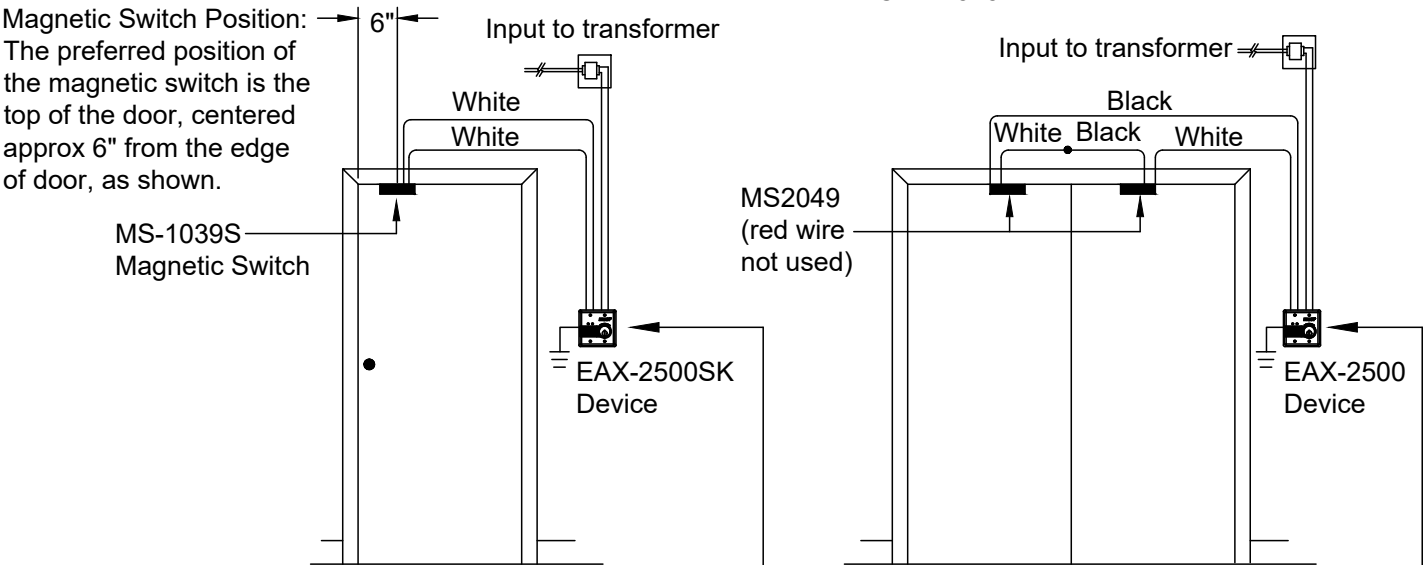 Magnetic Switch Position:
The preferred position of
the magnetic switch is the
top of the door, centered
approx 6" from the edge
of door, as shown.
6"
Input to transformer
White
White
MS-1039S
Magnetic Switch
EAX-2500SK
Device
Input to transformer
Black
White Black White
MS2049
(red wire
not used)
EAX-2500
Device